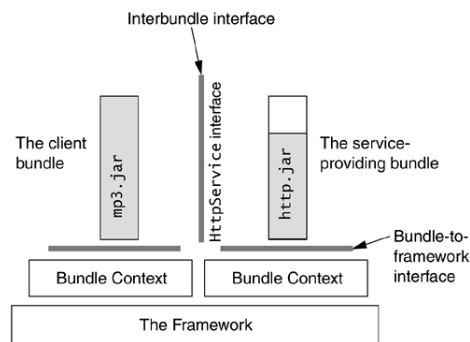 Interbundle interface
The client
bundle
mp3.jar
HttpService interface
http.jar
The service-
providing bundle
Bundle-to-
framework
interface
Bundle Context
Bundle Context
The Framework